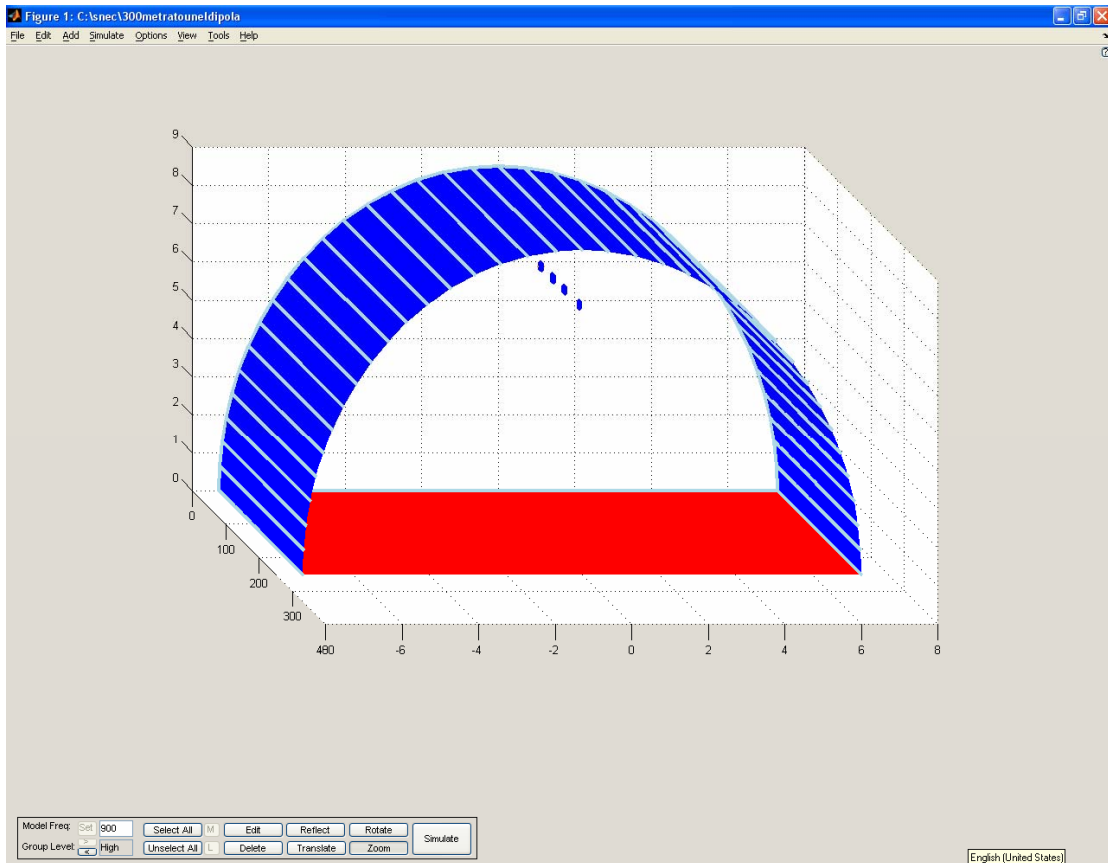 Figure 1: C:\snec\300metratouneldipola
File Edit Add Simulate Options View Tools Help
9
8
7
6
5
4
3
2
1
0
0
100
200
300
480 -6 -4 -2 0 2 4 6 8
Model Freq: Set 900 Select All M Edit Reflect Rotate Simulate
Group Level: > < High Unselect All L Delete Translate Zoom
English (United States)